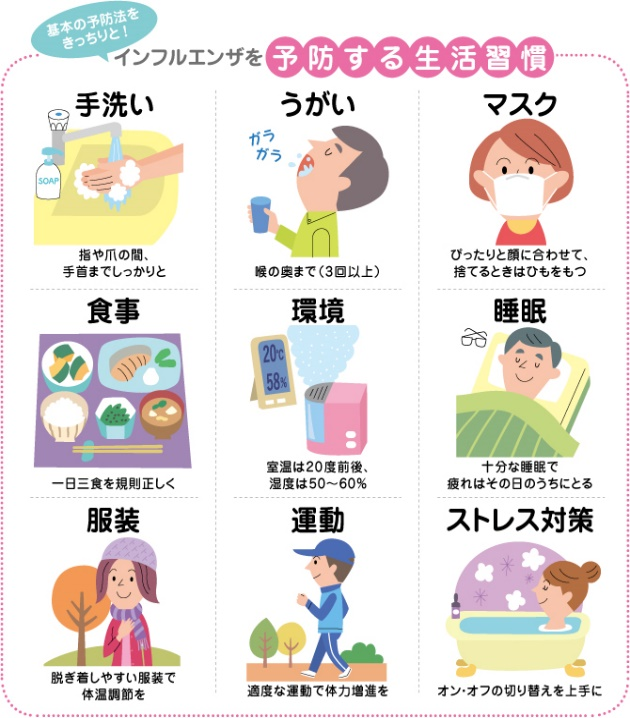 基本の予防法を
きっちりと！
インフルエンザを予防する生活習慣
手洗い
SOAP
指や爪の間、
手首までしっかりと
うがい
ガラ
ガラ
喉の奥まで（3回以上）
マスク
ぴったりと顔に合わせて、
捨てるときはひもをもつ
食事
一日三食を規則正しく
環境
20℃
58%
室温は20度前後、
湿度は50〜60%
睡眠
十分な睡眠で
疲れはその日のうちにとる
服装
脱ぎ着しやすい服装で
体温調節を
運動
適度な運動で体力増進を
ストレス対策
オン・オフの切り替えを上手に